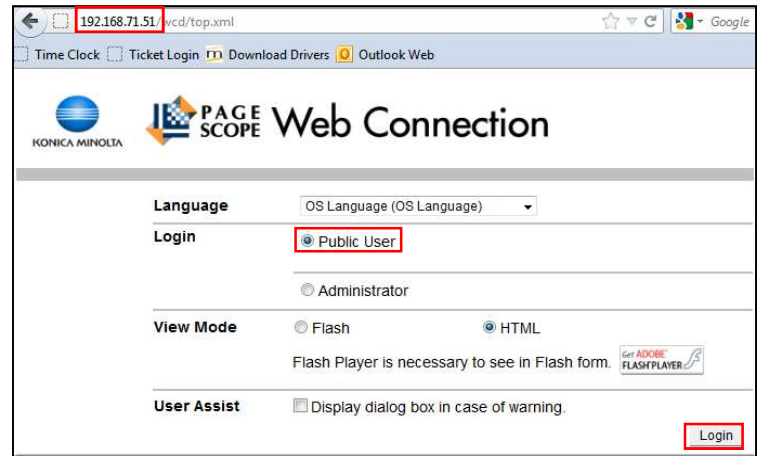 192.168.71.51/wcd/top.xml Google
Time Clock Ticket Login Download Drivers Outlook Web
KONICA MINOLTA PAGE SCOPE Web Connection
Language OS Language (OS Language)
Login Public User
Administrator
View Mode Flash HTML
Flash Player is necessary to see in Flash form. Get ADOBE FLASH PLAYER
User Assist Display dialog box in case of warning.
Login